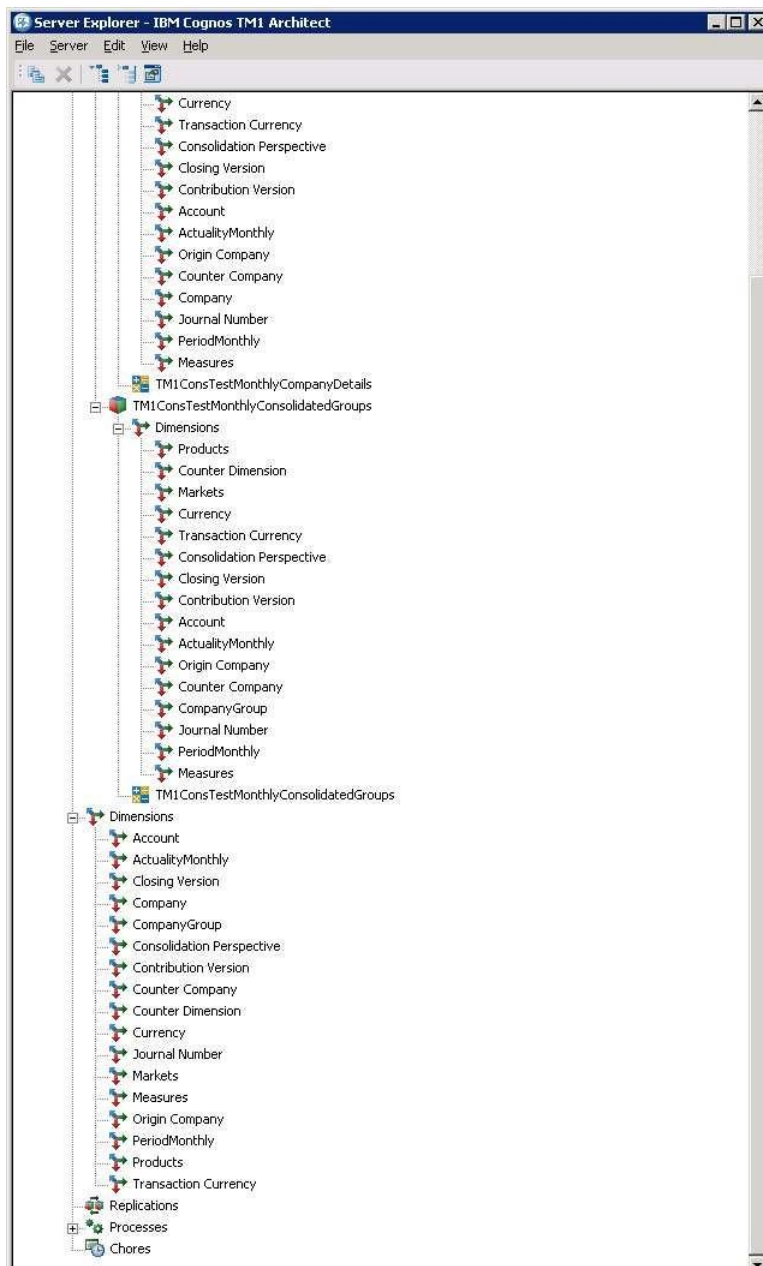 Server Explorer - IBM Cognos TM1 Architect
File Server Edit View Help
Currency
Transaction Currency
Consolidation Perspective
Closing Version
Contribution Version
Account
ActualityMonthly
Origin Company
Counter Company
Company
Journal Number
PeriodMonthly
Measures
TM1ConsTestMonthlyCompanyDetails
TM1ConsTestMonthlyConsolidatedGroups
Dimensions
Products
Counter Dimension
Markets
Currency
Transaction Currency
Consolidation Perspective
Closing Version
Contribution Version
Account
ActualityMonthly
Origin Company
Counter Company
CompanyGroup
Journal Number
PeriodMonthly
Measures
TM1ConsTestMonthlyConsolidatedGroups
Dimensions
Account
ActualityMonthly
Closing Version
Company
CompanyGroup
Consolidation Perspective
Contribution Version
Counter Company
Counter Dimension
Currency
Journal Number
Markets
Measures
Origin Company
PeriodMonthly
Products
Transaction Currency
Replications
Processes
Chores